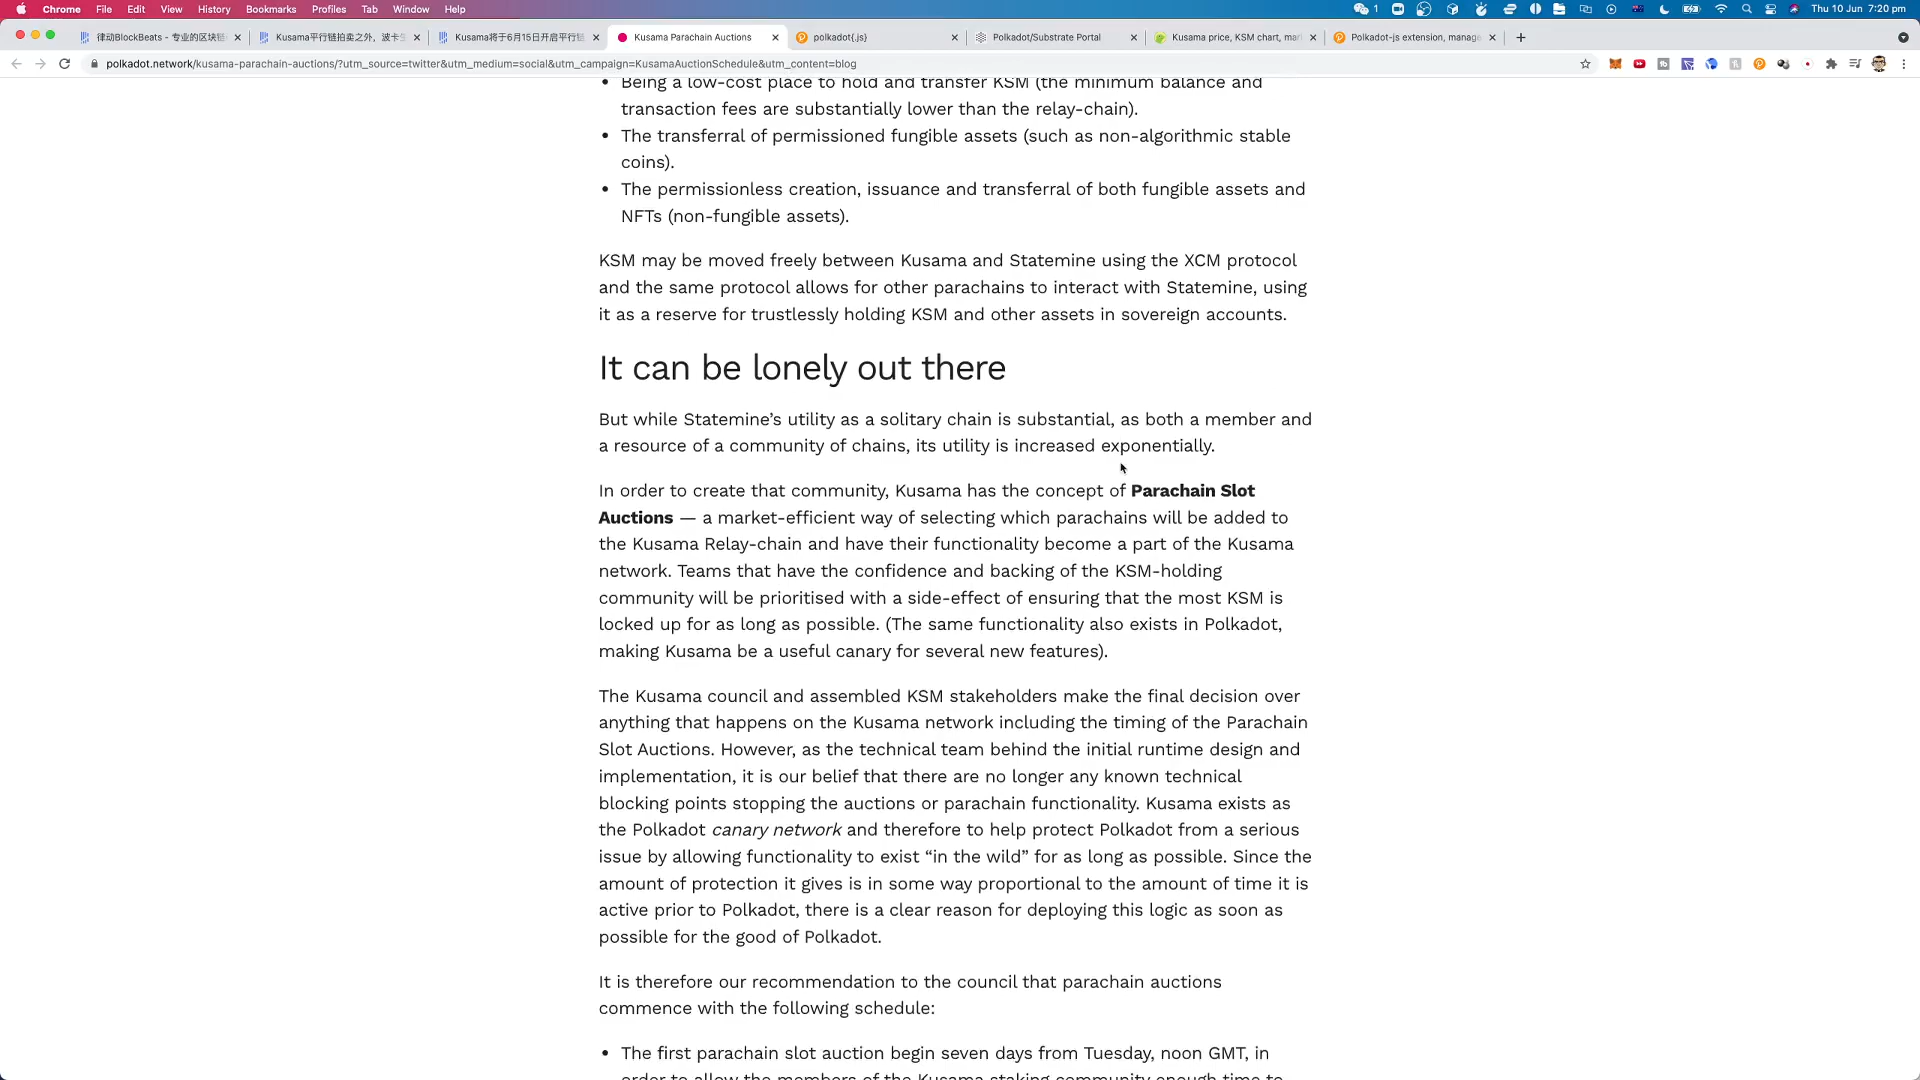 Chrome File Edit View History Bookmarks Profiles Tab Window Help
1
Thu 10 Jun 7:20 pm
律动BlockBeats - 专业的区块链
Kusama平行链拍卖之外，波卡
Kusama将于6月15日开启平行链
Kusama Parachain Auctions
polkadot{.js}
Polkadot/Substrate Portal
Kusama price, KSM chart, mar
Polkadot-js extension, manage
polkadot.network/kusama-parachain-auctions/?utm_source=twitter&utm_medium=social&utm_campaign=KusamaAuctionSchedule&utm_content=blog
• Being a low-cost place to hold and transfer KSM (the minimum balance and
transaction fees are substantially lower than the relay-chain).
• The transferral of permissioned fungible assets (such as non-algorithmic stable
coins).
• The permissionless creation, issuance and transferral of both fungible assets and
NFTs (non-fungible assets).
KSM may be moved freely between Kusama and Statemine using the XCM protocol
and the same protocol allows for other parachains to interact with Statemine, using
it as a reserve for trustlessly holding KSM and other assets in sovereign accounts.
It can be lonely out there
But while Statemine’s utility as a solitary chain is substantial, as both a member and
a resource of a community of chains, its utility is increased exponentially.
In order to create that community, Kusama has the concept of Parachain Slot
Auctions — a market-efficient way of selecting which parachains will be added to
the Kusama Relay-chain and have their functionality become a part of the Kusama
network. Teams that have the confidence and backing of the KSM-holding
community will be prioritised with a side-effect of ensuring that the most KSM is
locked up for as long as possible. (The same functionality also exists in Polkadot,
making Kusama be a useful canary for several new features).
The Kusama council and assembled KSM stakeholders make the final decision over
anything that happens on the Kusama network including the timing of the Parachain
Slot Auctions. However, as the technical team behind the initial runtime design and
implementation, it is our belief that there are no longer any known technical
blocking points stopping the auctions or parachain functionality. Kusama exists as
the Polkadot canary network and therefore to help protect Polkadot from a serious
issue by allowing functionality to exist “in the wild” for as long as possible. Since the
amount of protection it gives is in some way proportional to the amount of time it is
active prior to Polkadot, there is a clear reason for deploying this logic as soon as
possible for the good of Polkadot.
It is therefore our recommendation to the council that parachain auctions
commence with the following schedule:
• The first parachain slot auction begin seven days from Tuesday, noon GMT, in
order to allow the members of the Kusama staking community enough time to